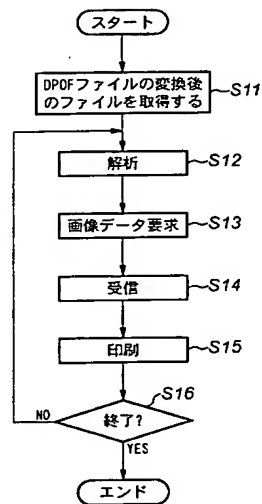 スタート
DPOFファイルの変換後
のファイルを取得する
S11
解析
S12
画像データ要求
S13
受信
S14
印刷
S15
S16
終了?
NO
YES
エンド